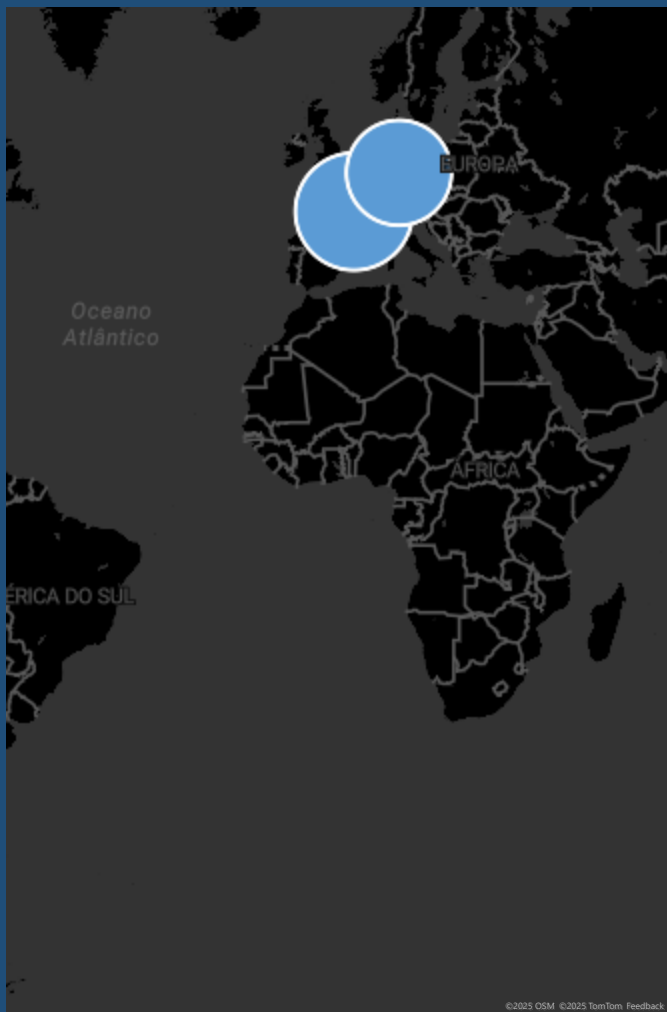 EUROPA
Oceano
Atlântico
ÁFRICA
ÉRICA DO SUL
©2025 OSM ©2025 TomTom Feedback